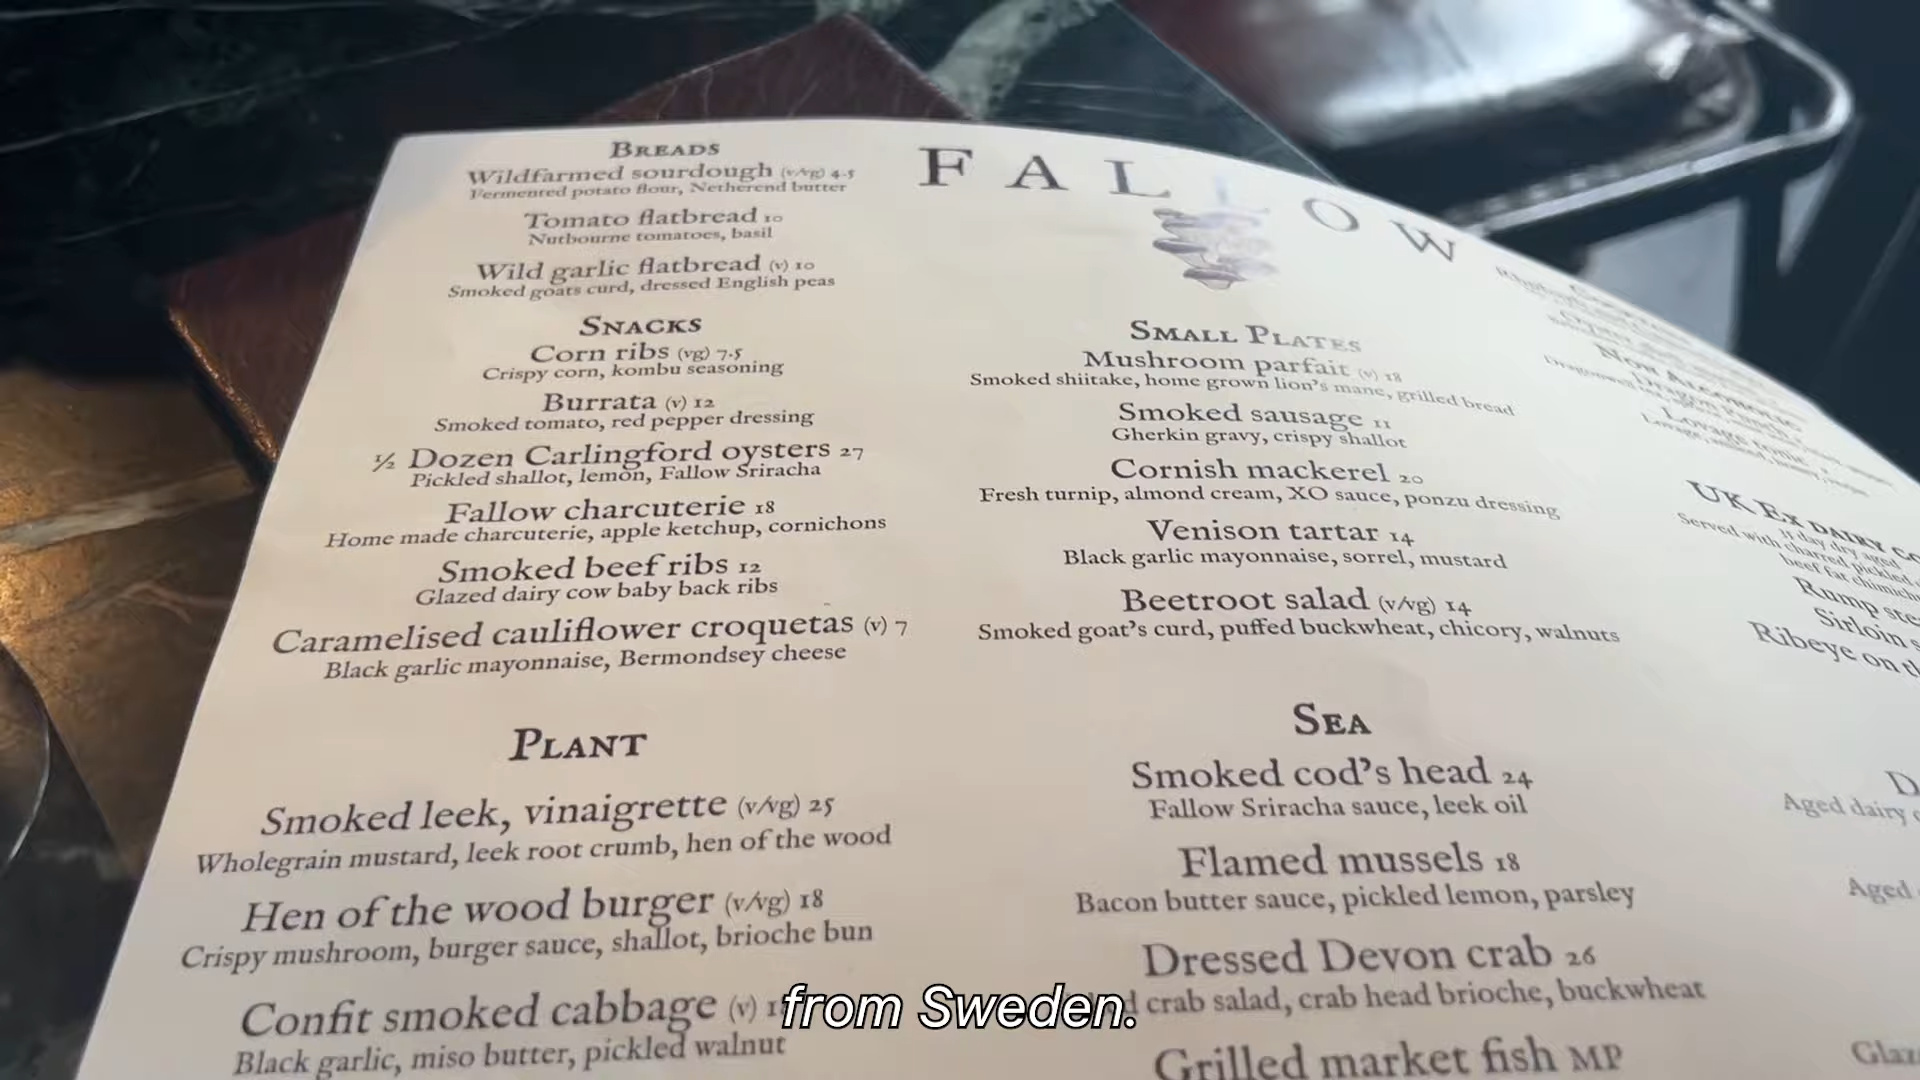 BREADS
Wildfarmed sourdough (v/vg) 4.5
Fermented potato flour, Netherend butter
Tomato flatbread 10
Nutbourne tomatoes, basil
Wild garlic flatbread (v) 10
Smoked goats curd, dressed English peas
SNACKS
Corn ribs (vg) 7.5
Crispy corn, kombu seasoning
Burrata (v) 12
Smoked tomato, red pepper dressing
½ Dozen Carlingford oysters 27
Pickled shallot, lemon, Fallow Sriracha
Fallow charcuterie 18
Home made charcuterie, apple ketchup, cornichons
Smoked beef ribs 12
Glazed dairy cow baby back ribs
Caramelised cauliflower croquetas (v) 7
Black garlic mayonnaise, Bermondsey cheese
PLANT
Smoked leek, vinaigrette (v/vg) 25
Wholegrain mustard, leek root crumb, hen of the wood
Hen of the wood burger (v/vg) 18
Crispy mushroom, burger sauce, shallot, brioche bun
Confit smoked cabbage (v)
Black garlic, miso butter, pickled walnut
FAL OW
SMALL PLATES
Mushroom parfait (v) 18
Smoked shiitake, home grown lion's mane, grilled bread
Smoked sausage 11
Gherkin gravy, crispy shallot
Cornish mackerel 20
Fresh turnip, almond cream, XO sauce, ponzu dressing
Venison tartar 14
Black garlic mayonnaise, sorrel, mustard
Beetroot salad (v/vg) 14
Smoked goat's curd, puffed buckwheat, chicory, walnuts
SEA
Smoked cod's head 24
Fallow Sriracha sauce, leek oil
Flamed mussels 18
Bacon butter sauce, pickled lemon, parsley
Dressed Devon crab 26
crab salad, crab head brioche, buckwheat
Grilled market fish MP
NON ALCOHOLIC
UK EX DAIRY
Served with charred pickled
Rump
Sirloin
Ribeye on
Aged dairy
Aged
from Sweden.